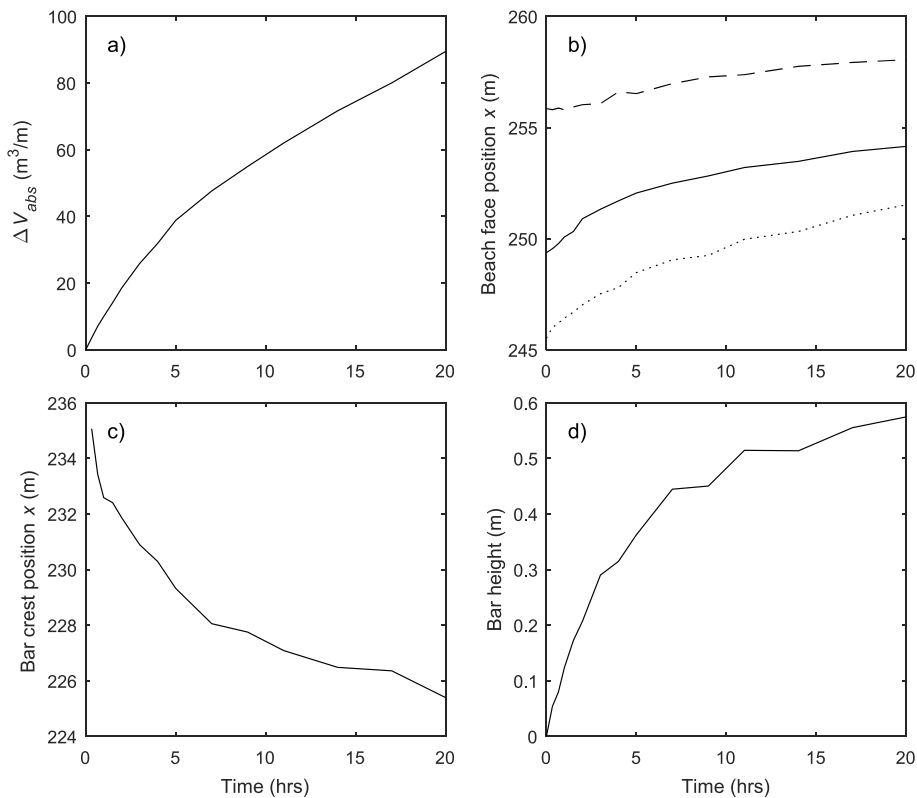 a)
Δ V_abs (m³/m)
100
80
60
40
20
0
0 5 10 15 20
b)
Beach face position x (m)
260
255
250
245
0 5 10 15 20
c)
Bar crest position x (m)
236
234
232
230
228
226
224
0 5 10 15 20
Time (hrs)
d)
Bar height (m)
0.6
0.5
0.4
0.3
0.2
0.1
0
0 5 10 15 20
Time (hrs)